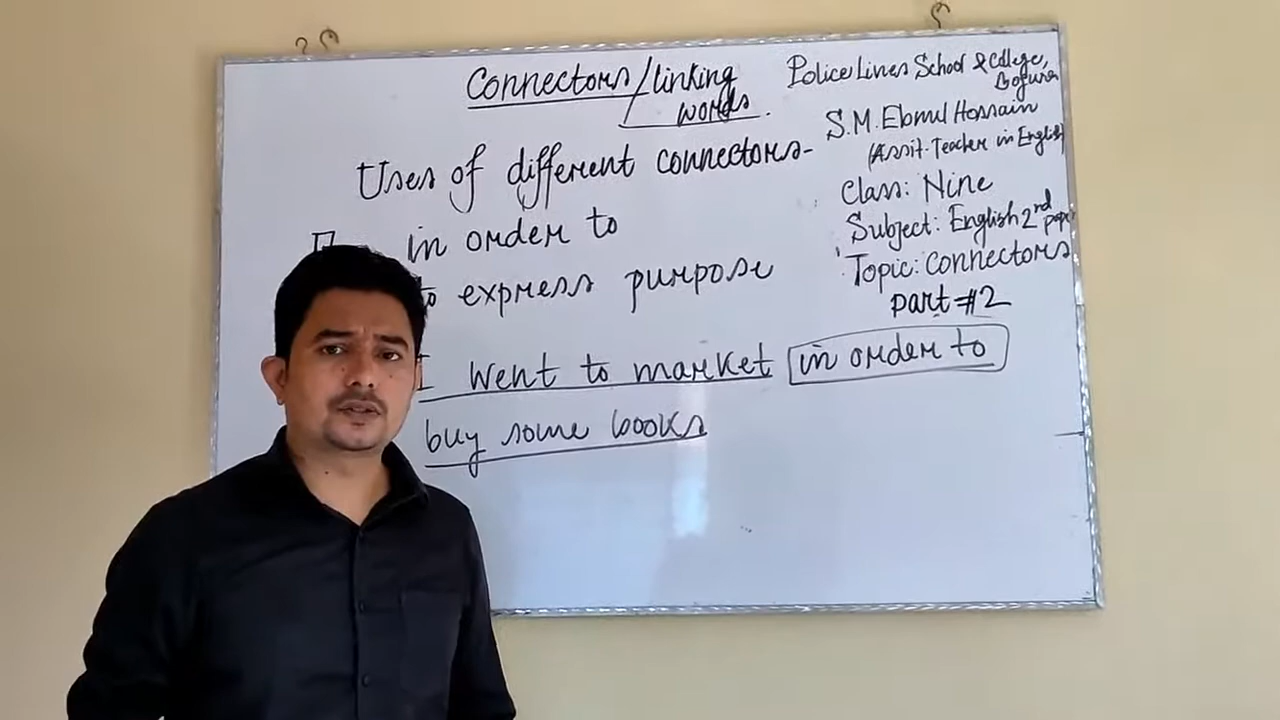 Connectors/linking
words.
Uses of different connectors-
in order to
to express purpose
I went to market in order to
buy some books
Police Lines School & College,
Bogura
S.M. Ebnul Hossain
(Assit. Teacher in English)
Class: Nine
Subject: English 2nd paper
Topic: Connectors
part #2